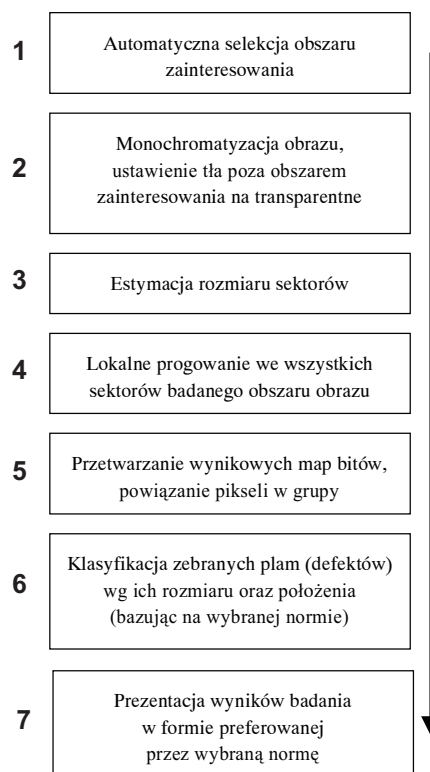 1
Automatyczna selekcja obszaru
zainteresowania
2
Monochromatyzacja obrazu,
ustawienie tła poza obszarem
zainteresowania na transparentne
3
Estymacja rozmiaru sektorów
4
Lokalne progowanie we wszystkich
sektorów badanego obszaru obrazu
5
Przetwarzanie wynikowych map bitów,
powiązanie pikseli w grupy
6
Klasyfikacja zebranych plam (defektów)
wg ich rozmiaru oraz położenia
(bazując na wybranej normie)
7
Prezentacja wyników badania
w formie preferowanej
przez wybraną normę